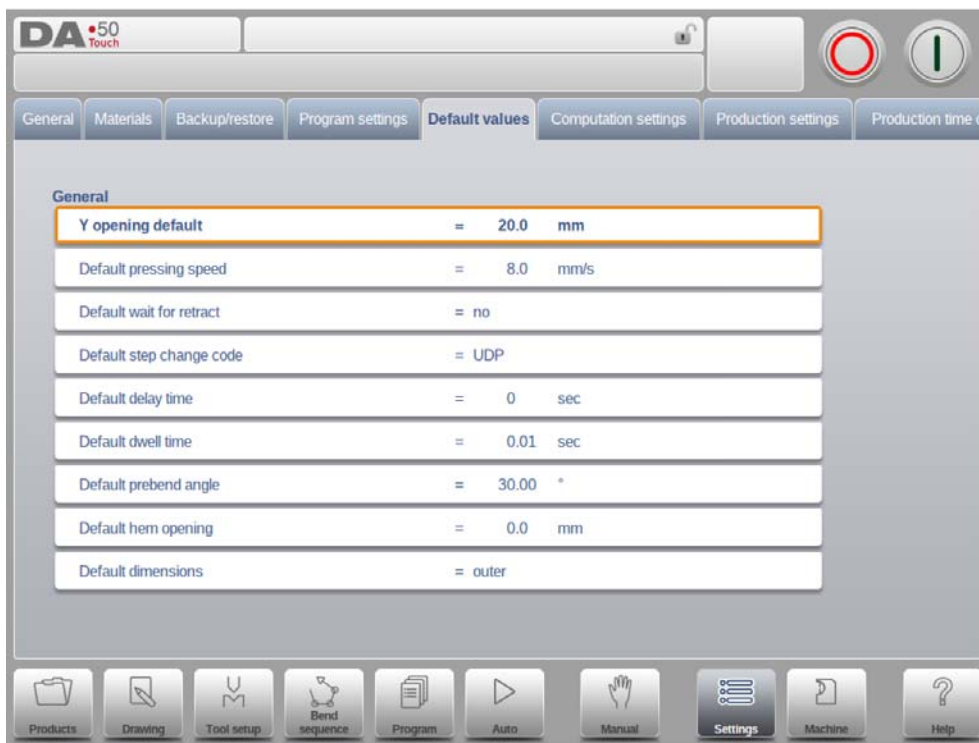 DA•50
Touch
General Materials Backup/restore Program settings Default values Computation settings Production settings Production time
General
Y opening default = 20.0 mm
Default pressing speed = 8.0 mm/s
Default wait for retract = no
Default step change code = UDP
Default delay time = 0 sec
Default dwell time = 0.01 sec
Default prebend angle = 30.00 °
Default hem opening = 0.0 mm
Default dimensions = outer
Products Drawing Tool setup Bend sequence Program Auto Manual Settings Machine Help